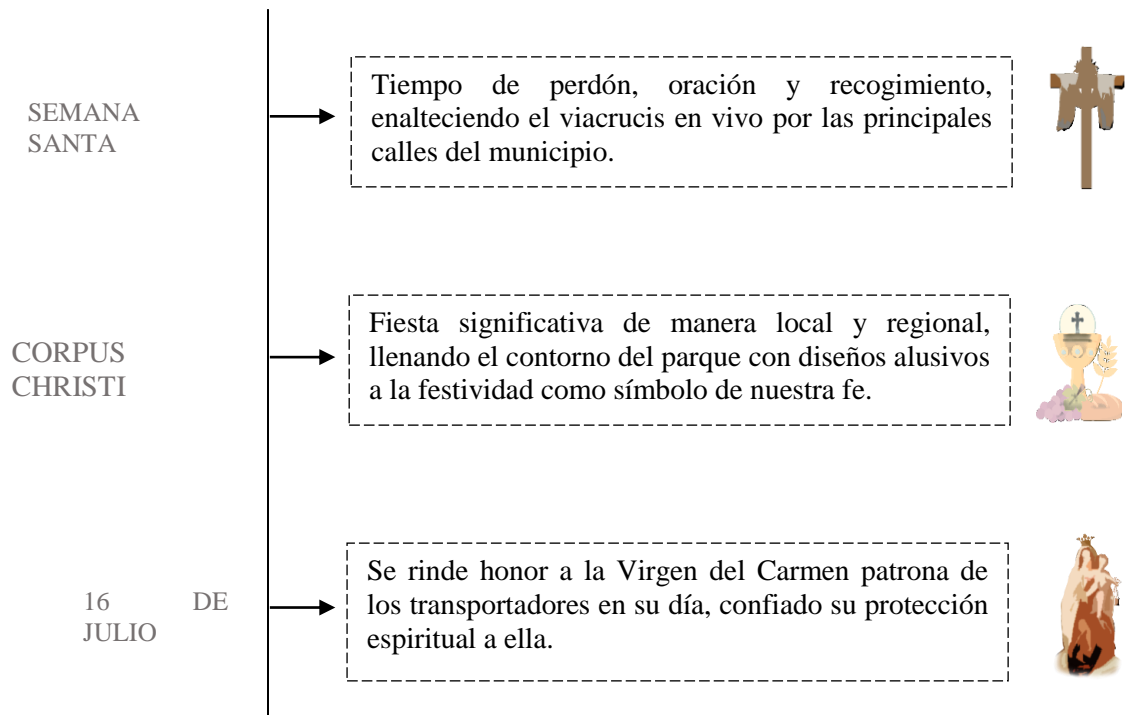 SEMANA
SANTA
Tiempo de perdón, oración y recogimiento,
enalteciendo el viacrucis en vivo por las principales
calles del municipio.
CORPUS
CHRISTI
Fiesta significativa de manera local y regional,
llenando el contorno del parque con diseños alusivos
a la festividad como símbolo de nuestra fe.
16 DE
JULIO
Se rinde honor a la Virgen del Carmen patrona de
los transportadores en su día, confiado su protección
espiritual a ella.